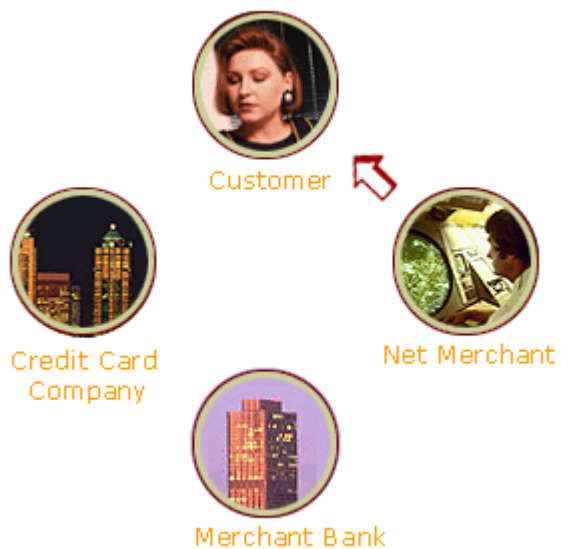 Customer
Credit Card
Company
Net Merchant
Merchant Bank